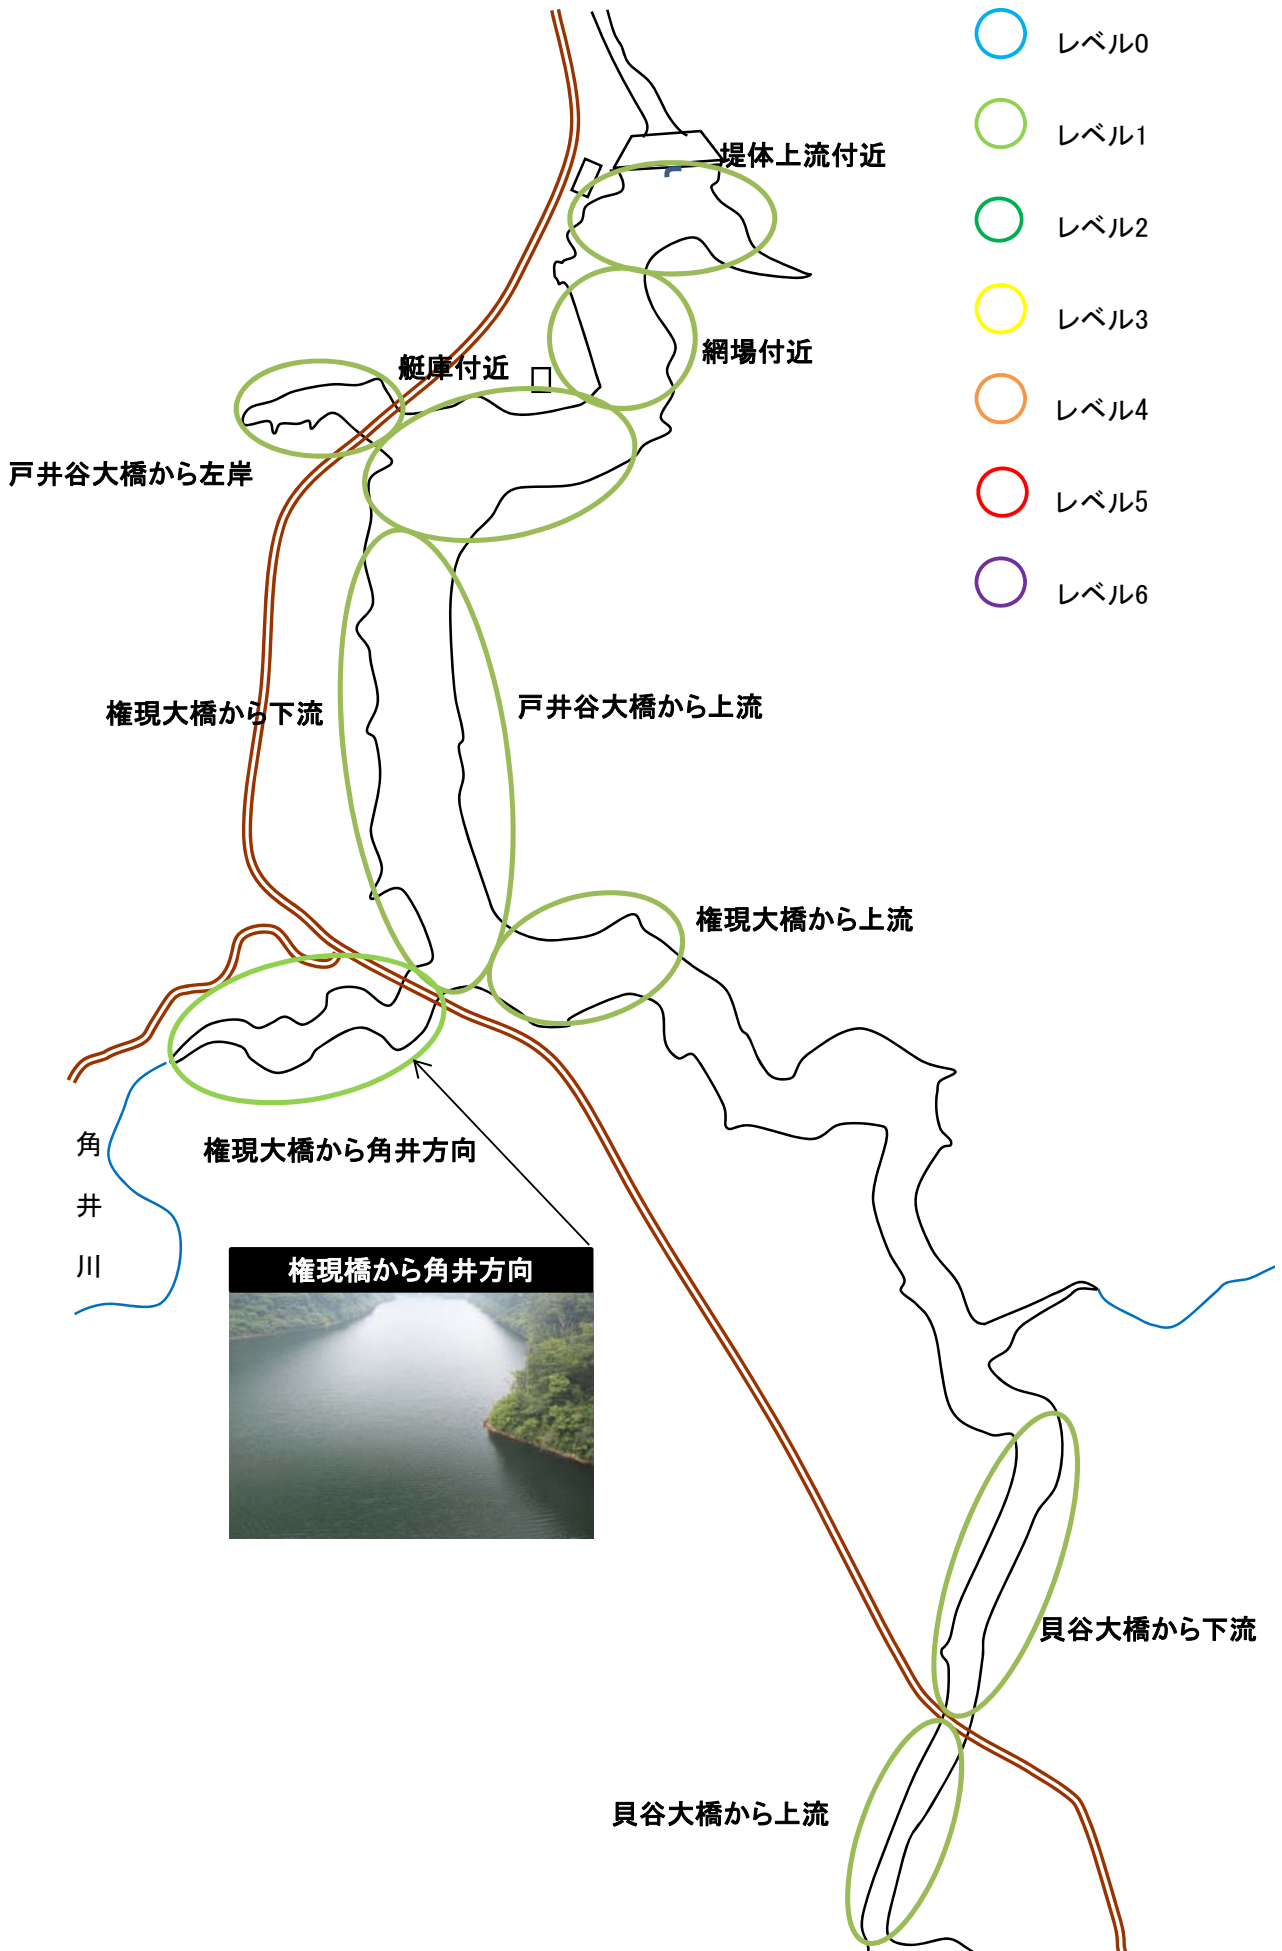 レベル0
レベル1
堤体上流付近
レベル2
レベル3
網場付近
艇庫付近
レベル4
戸井谷大橋から左岸
レベル5
レベル6
権現大橋から下流
戸井谷大橋から上流
権現大橋から上流
権現大橋から角井方向
角井川
権現橋から角井方向
貝谷大橋から下流
貝谷大橋から上流